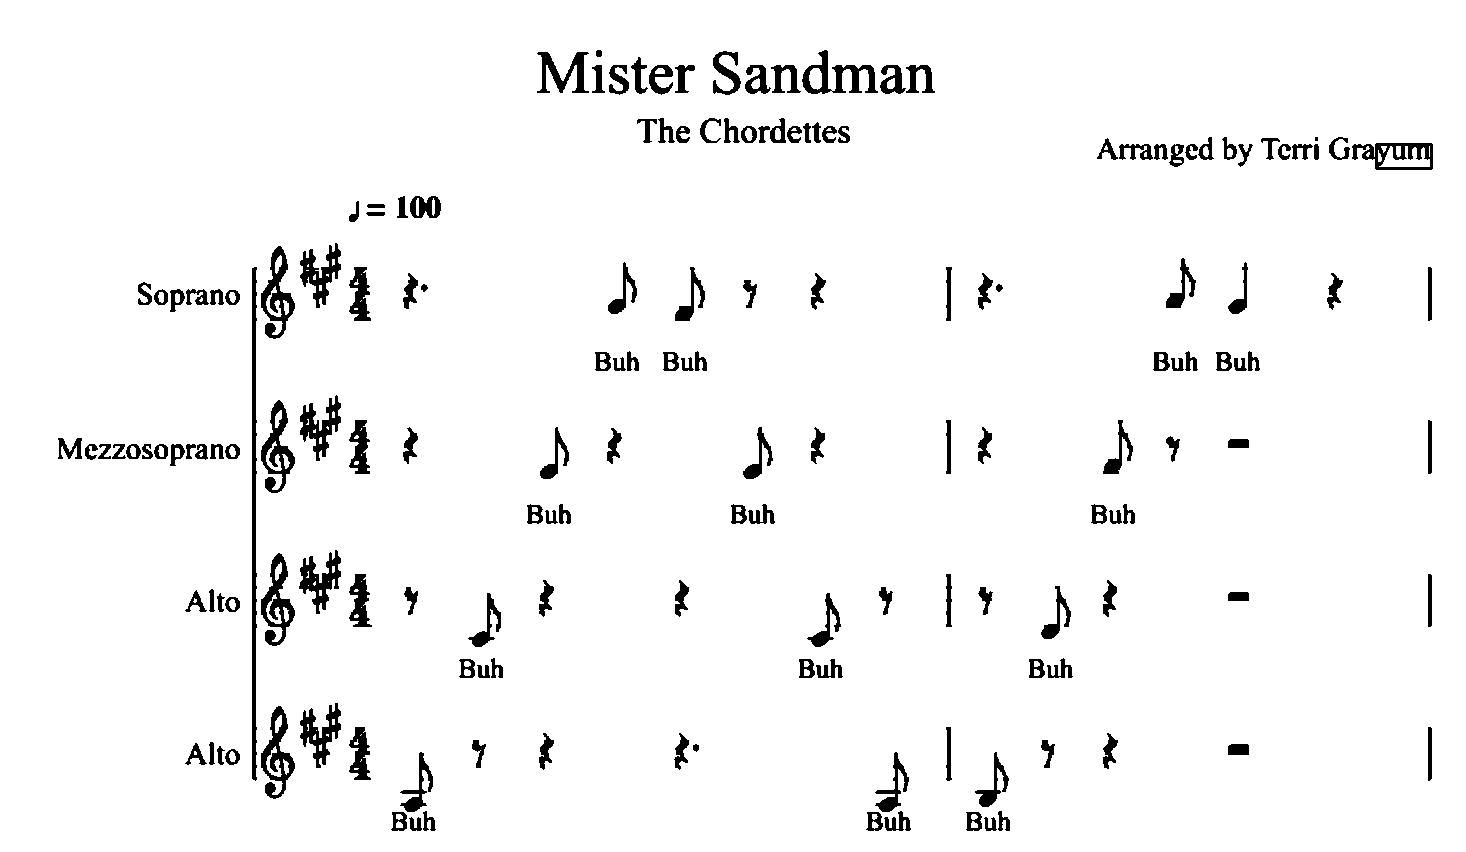 Mister Sandman
The Chordettes
Arranged by Terri Grayum
♩ = 100
Soprano
Buh Buh Buh Buh
Mezzosoprano
Buh Buh Buh
Alto
Buh Buh Buh
Alto
Buh Buh Buh